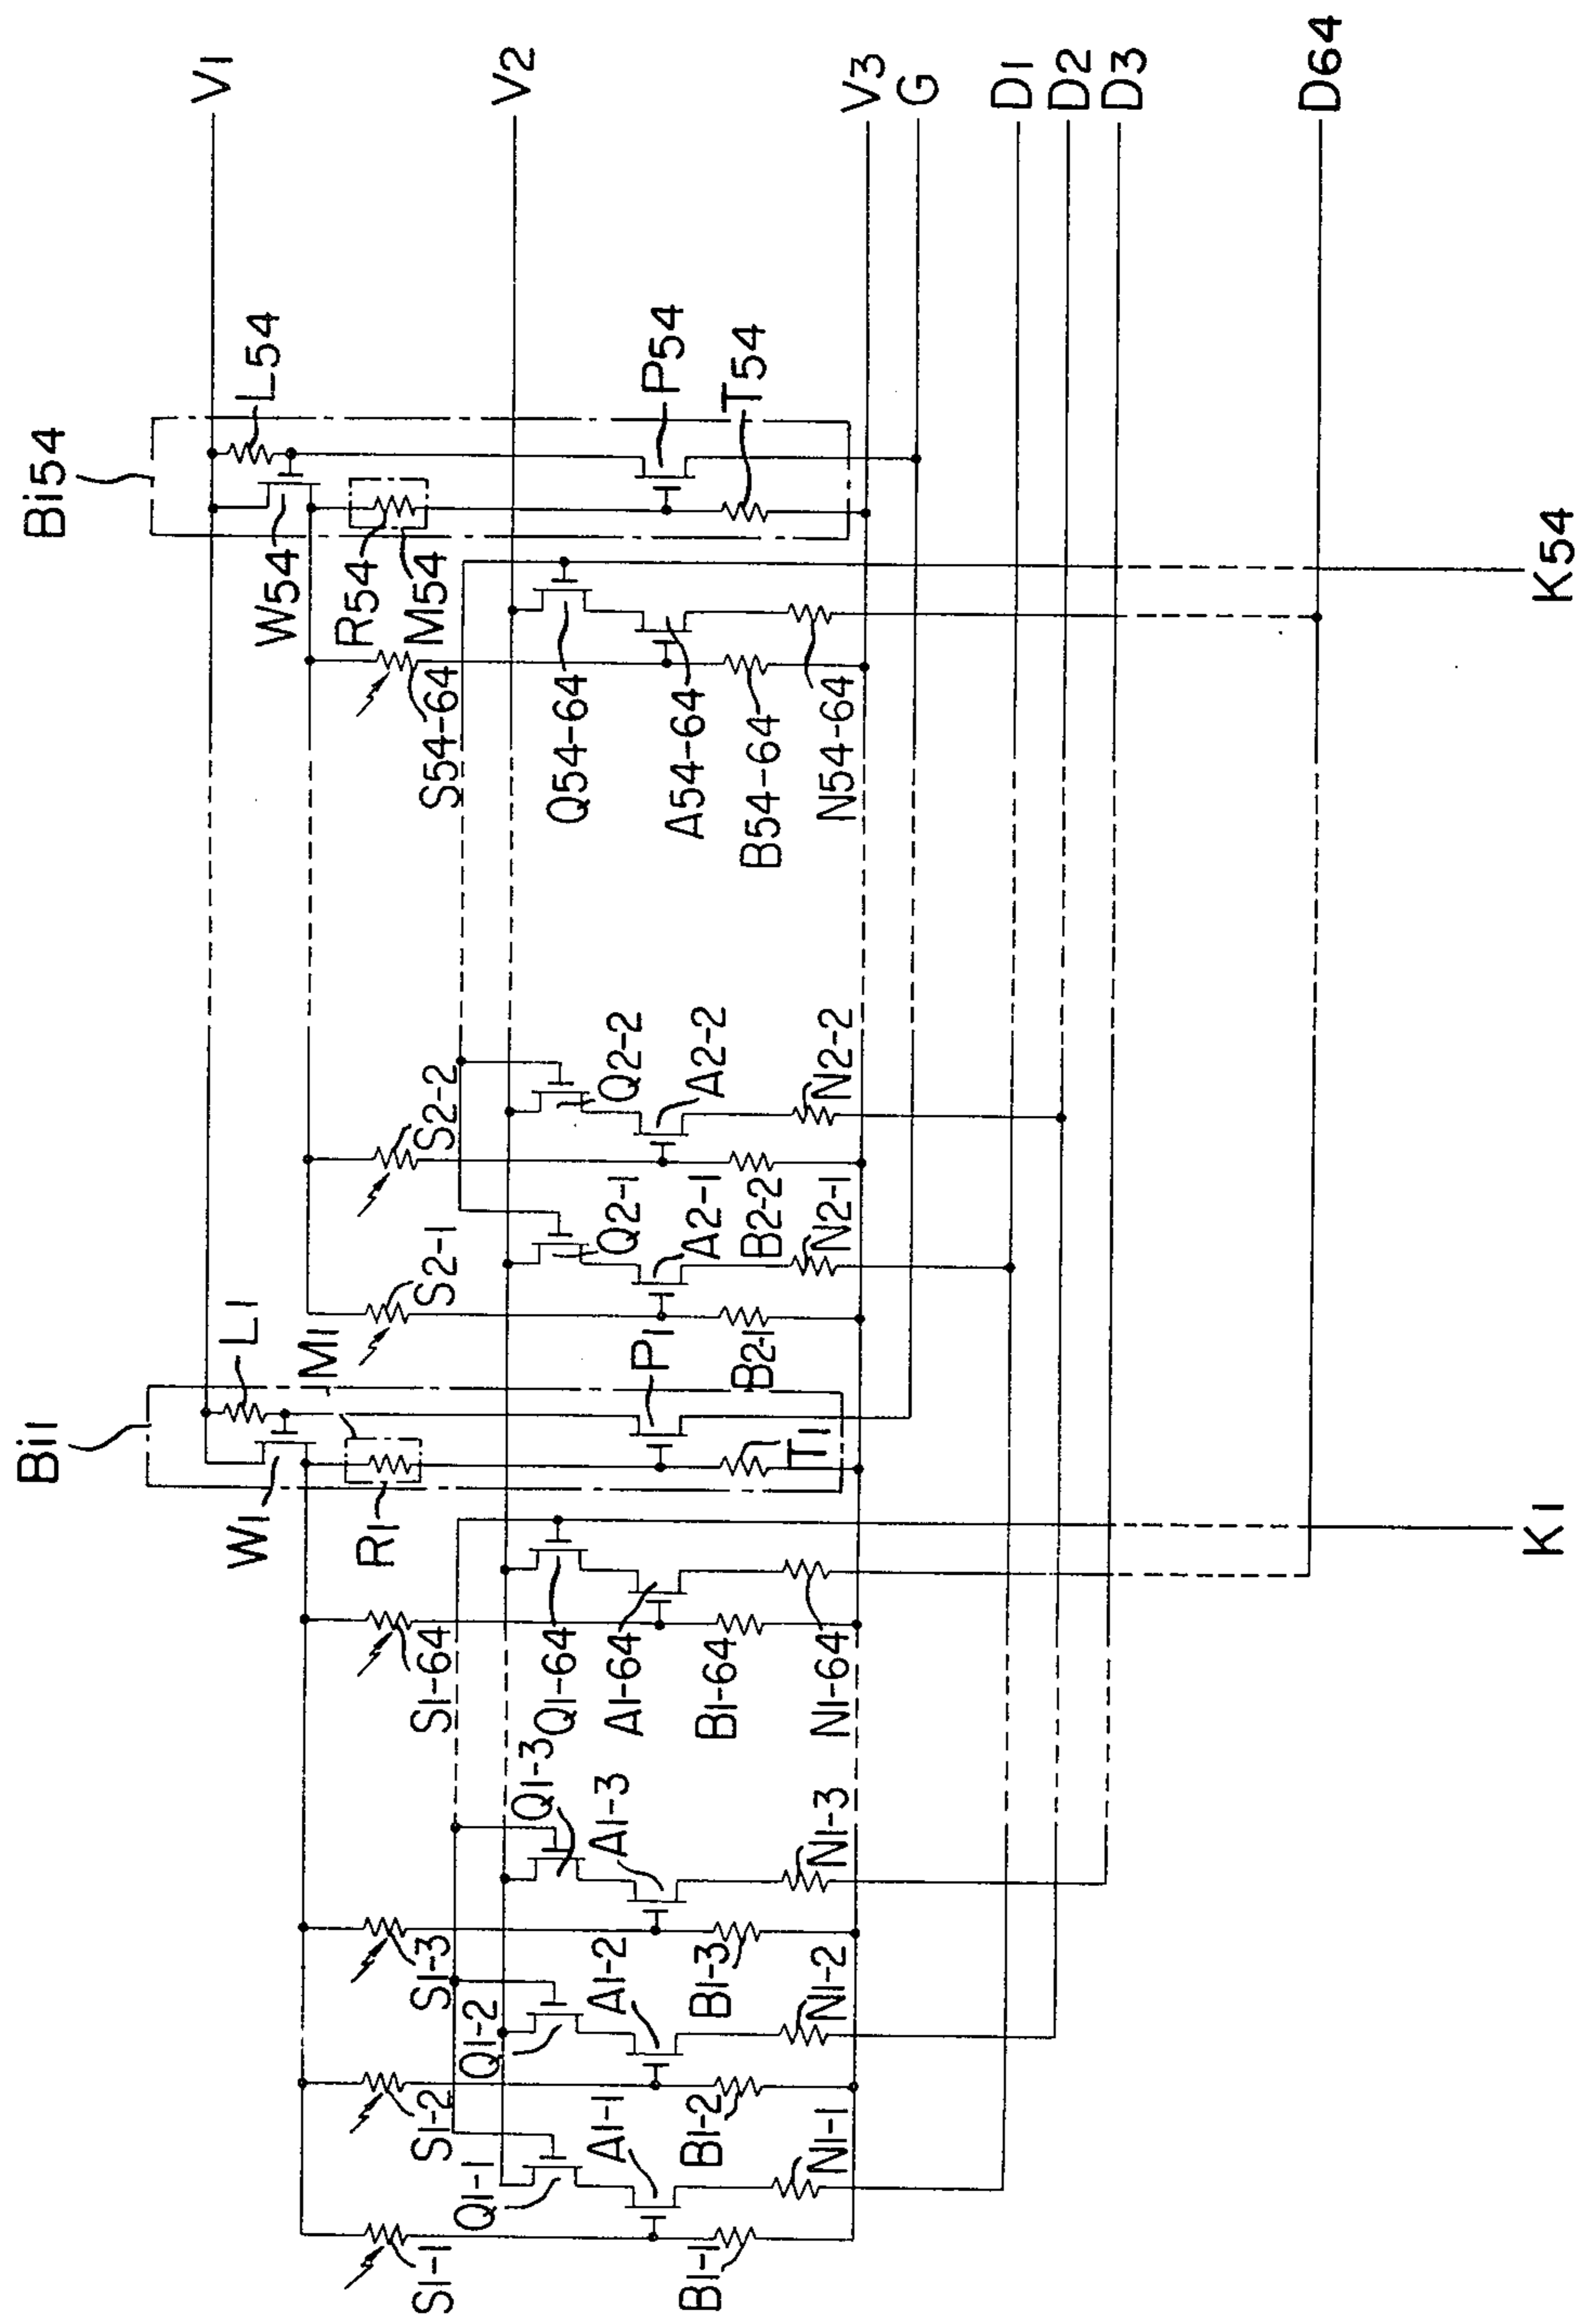 V1
V2
V3
G
D1
D2
D3
D64
Bi54
L54
P54
T54
W54
R54
M54
K54
S54-64
Q54-64
A54-64
B54-64
N54-64
S2-2
Q2-2
A2-2
B2-2
N2-2
S2-1
Q2-1
A2-1
B2-1
N2-1
Bi1
L1
M1
P1
T1
W1
R1
K1
S1-64
Q1-64
A1-64
B1-64
N1-64
S1-3
Q1-3
A1-3
B1-3
N1-3
S1-2
Q1-2
A1-2
B1-2
N1-2
S1-1
Q1-1
A1-1
B1-1
N1-1